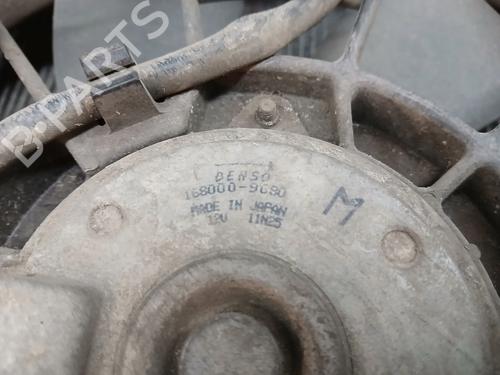 B-PARTS
DENSO
168000-9090
MADE IN JAPAN
12V 11N25
M